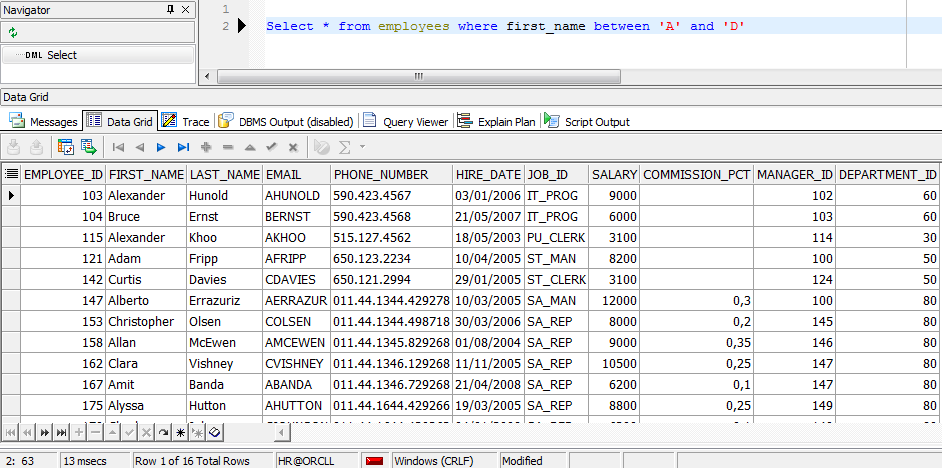 Navigator
1
2 Select * from employees where first_name between 'A' and 'D'
DML Select
Data Grid
Messages Data Grid Trace DBMS Output (disabled) Query Viewer Explain Plan Script Output
EMPLOYEE_ID FIRST_NAME LAST_NAME EMAIL PHONE_NUMBER HIRE_DATE JOB_ID SALARY COMMISSION_PCT MANAGER_ID DEPARTMENT_ID
103 Alexander Hunold AHUNOLD 590.423.4567 03/01/2006 IT_PROG 9000 102 60
104 Bruce Ernst BERNST 590.423.4568 21/05/2007 IT_PROG 6000 103 60
115 Alexander Khoo AKHOO 515.127.4562 18/05/2003 PU_CLERK 3100 114 30
121 Adam Fripp AFRIPP 650.123.2234 10/04/2005 ST_MAN 8200 100 50
142 Curtis Davies CDAVIES 650.121.2994 29/01/2005 ST_CLERK 3100 124 50
147 Alberto Errazuriz AERRAZUR 011.44.1344.429278 10/03/2005 SA_MAN 12000 0,3 100 80
153 Christopher Olsen COLSEN 011.44.1344.498718 30/03/2006 SA_REP 8000 0,2 145 80
158 Allan McEwen AMCEWEN 011.44.1345.829268 01/08/2004 SA_REP 9000 0,35 146 80
162 Clara Vishney CVISHNEY 011.44.1346.129268 11/11/2005 SA_REP 10500 0,25 147 80
167 Amit Banda ABANDA 011.44.1346.729268 21/04/2008 SA_REP 6200 0,1 147 80
175 Alyssa Hutton AHUTTON 011.44.1644.429266 19/03/2005 SA_REP 8800 0,25 149 80
2: 63 13 msecs Row 1 of 16 Total Rows HR@ORCLL Windows (CRLF) Modified